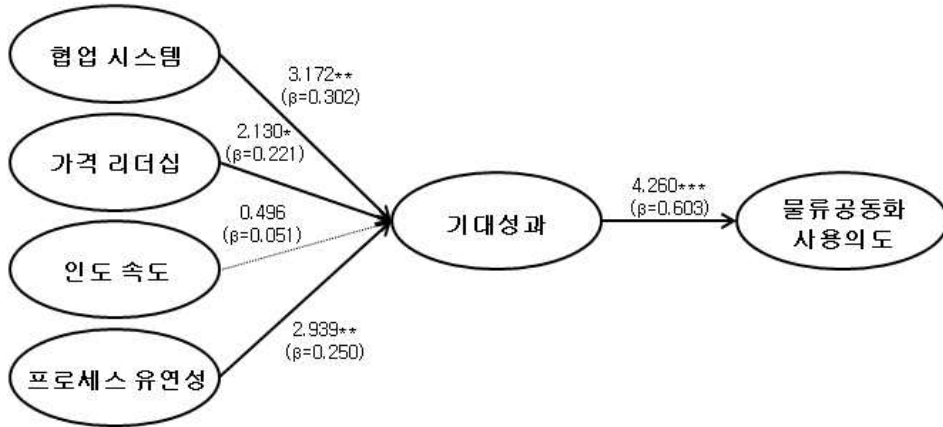 협업 시스템
3.172**
(β=0.302)
가격 리더십
2.130*
(β=0.221)
0.496
(β=0.051)
인도 속도
2.939**
(β=0.250)
프로세스 유연성
기대성과
4.260***
(β=0.603)
물류공동화
사용의도